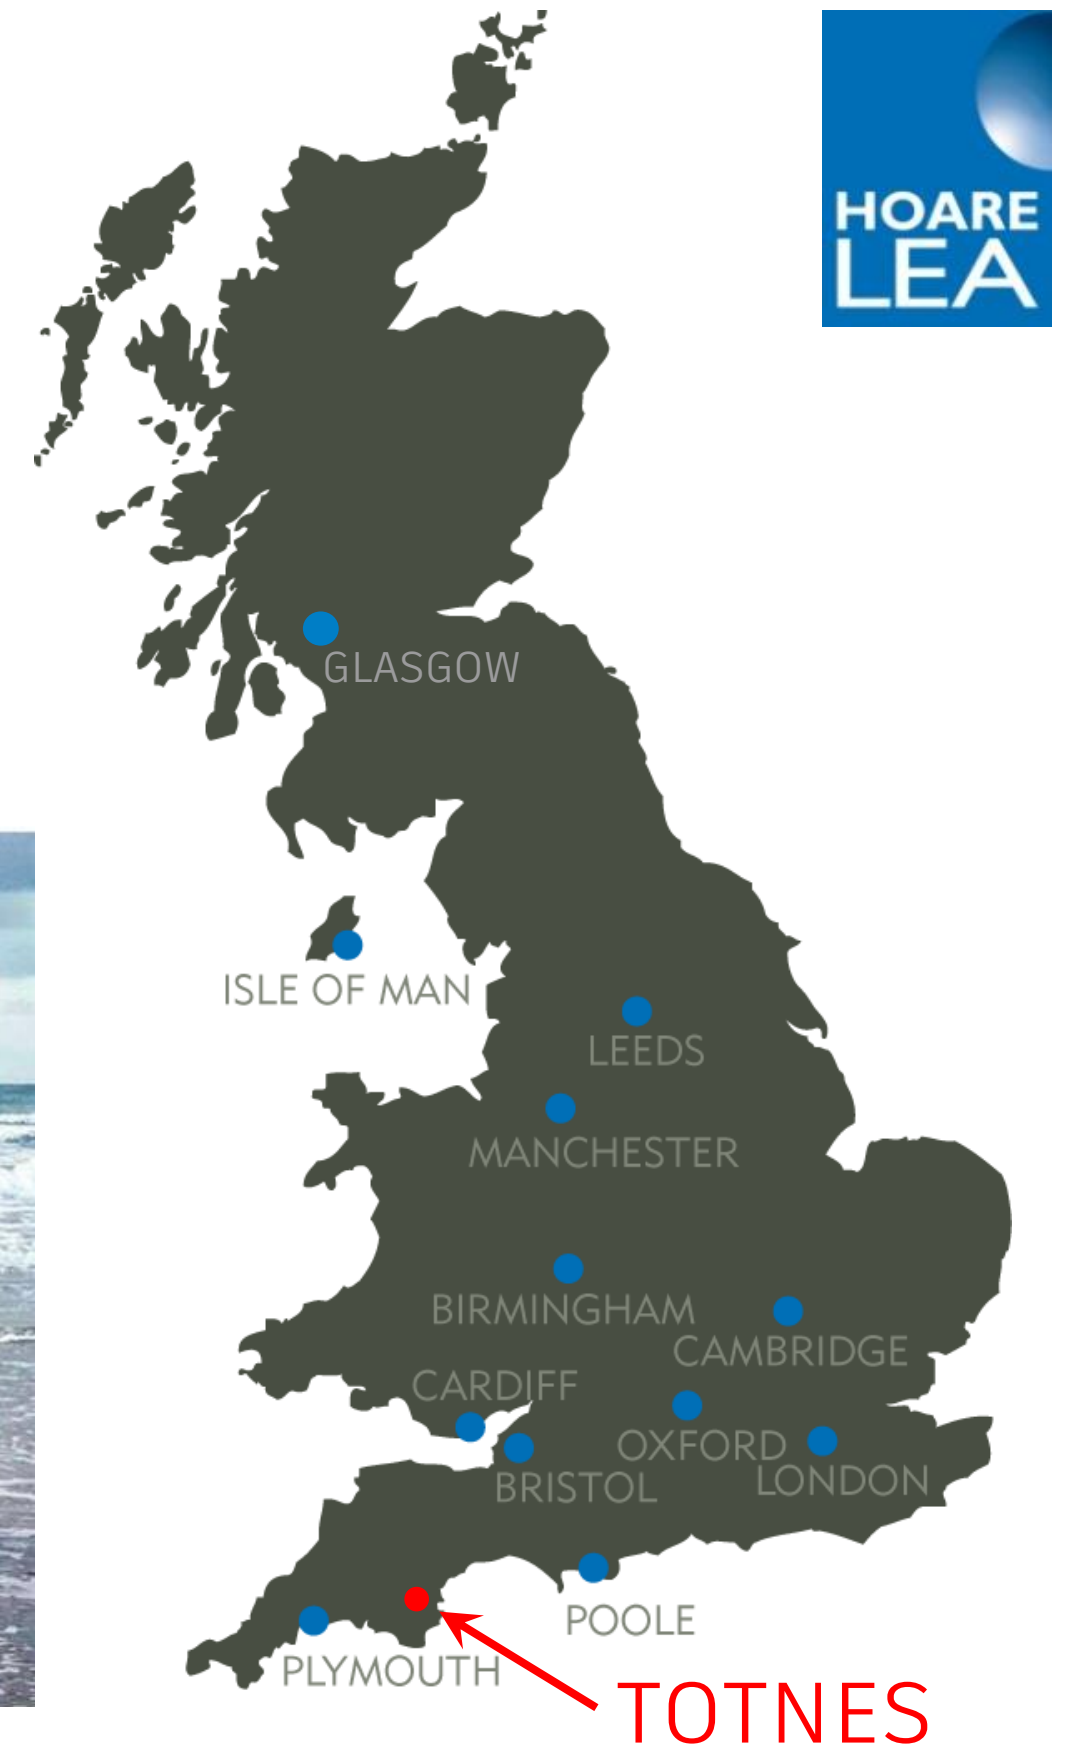 HOARE
LEA
GLASGOW
ISLE OF MAN
LEEDS
MANCHESTER
BIRMINGHAM
CAMBRIDGE
CARDIFF
OXFORD
LONDON
BRISTOL
POOLE
PLYMOUTH
TOTNES